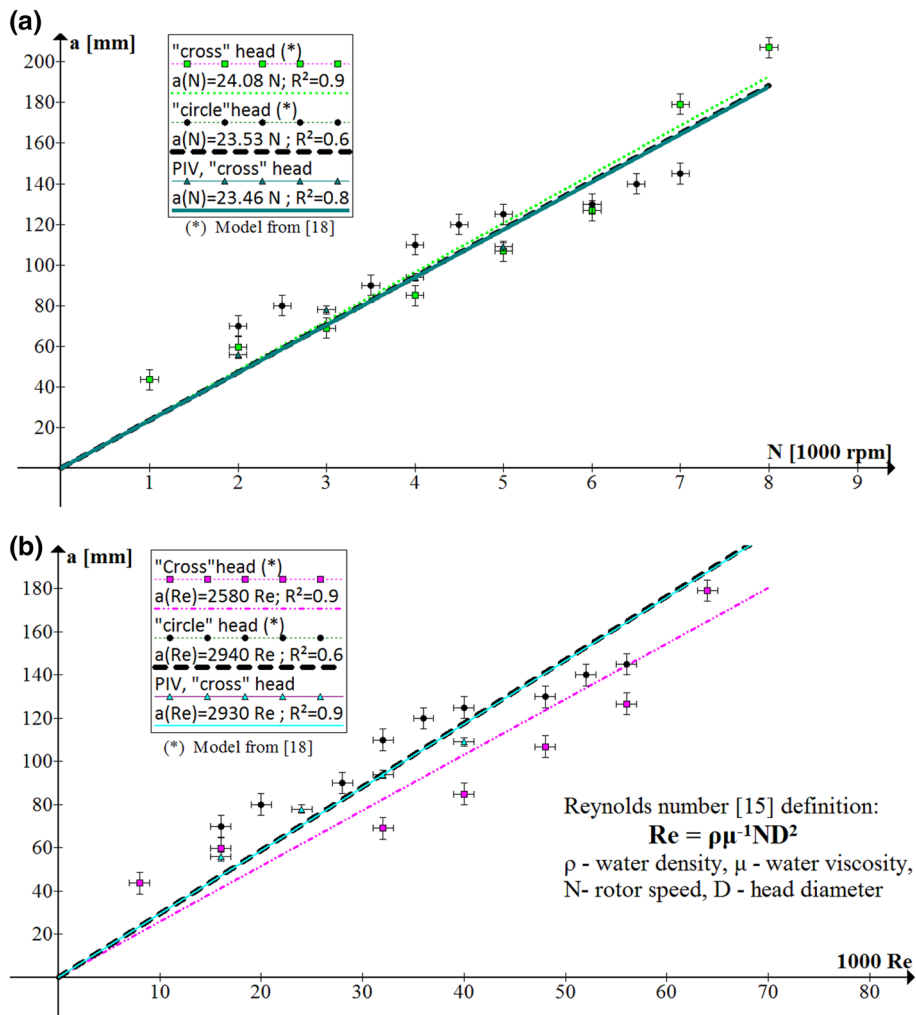 (a)
a [mm]
200
180
160
140
120
100
80
60
40
20
"cross" head (*)
a(N)=24.08 N; R²=0.9
"circle"head (*)
a(N)=23.53 N ; R²=0.6
PIV, "cross" head
a(N)=23.46 N ; R²=0.8
(*) Model from [18]
N [1000 rpm]
1 2 3 4 5 6 7 8 9
(b)
a [mm]
180
160
140
120
100
80
60
40
20
"Cross"head (*)
a(Re)=2580 Re; R²=0.9
"circle" head (*)
a(Re)=2940 Re ; R²=0.6
PIV, "cross" head
a(Re)=2930 Re ; R²=0.9
(*) Model from [18]
Reynolds number [15] definition:
Re = ρμ⁻¹ND²
ρ - water density, μ - water viscosity,
N- rotor speed, D - head diameter
1000 Re
10 20 30 40 50 60 70 80